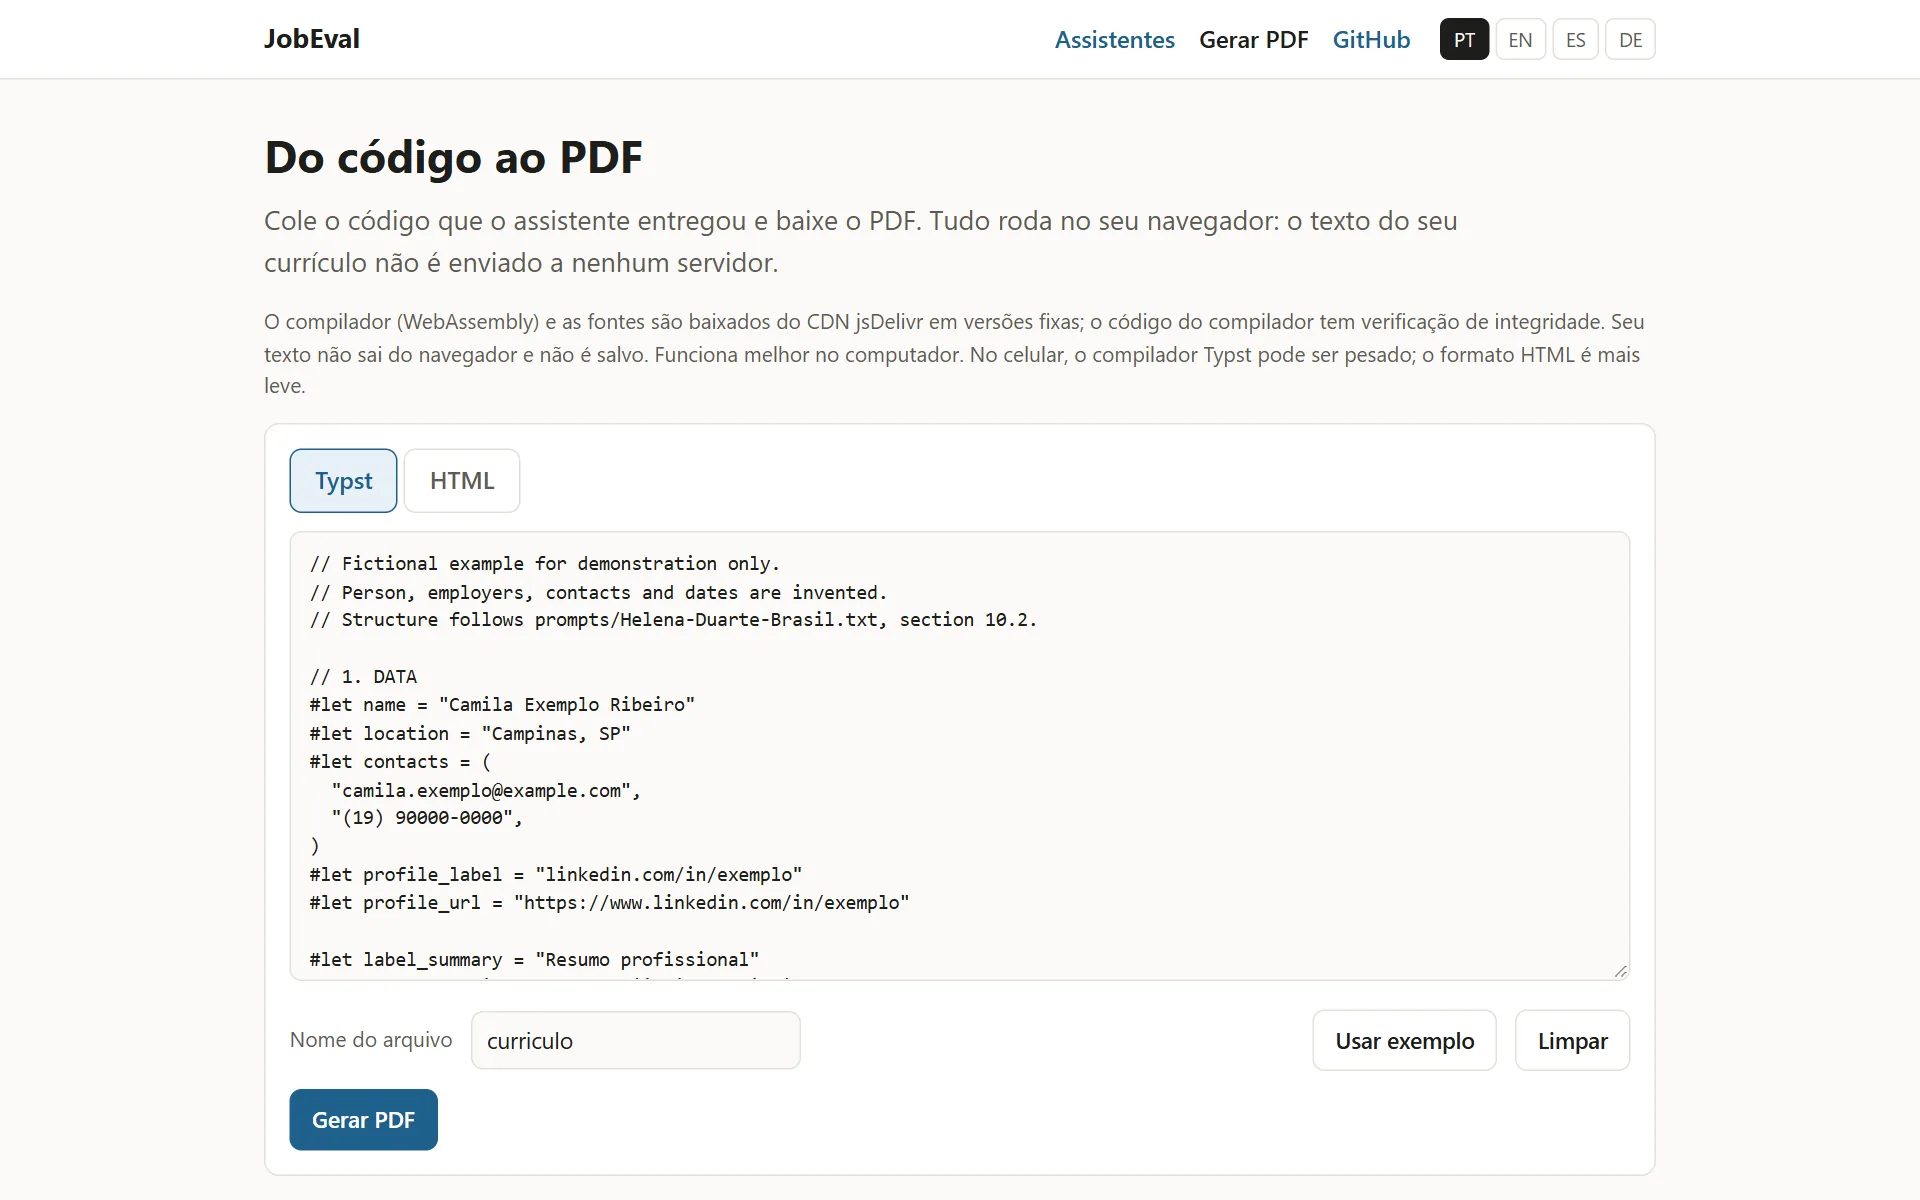 JobEval
Assistentes Gerar PDF GitHub PT EN ES DE
Do código ao PDF
Cole o código que o assistente entregou e baixe o PDF. Tudo roda no seu navegador: o texto do seu
currículo não é enviado a nenhum servidor.
O compilador (WebAssembly) e as fontes são baixados do CDN jsDelivr em versões fixas; o código do compilador tem verificação de integridade. Seu
texto não sai do navegador e não é salvo. Funciona melhor no computador. No celular, o compilador Typst pode ser pesado; o formato HTML é mais
leve.
Typst HTML
// Fictional example for demonstration only.
// Person, employers, contacts and dates are invented.
// Structure follows prompts/Helena-Duarte-Brasil.txt, section 10.2.
// 1. DATA
#let name = "Camila Exemplo Ribeiro"
#let location = "Campinas, SP"
#let contacts = (
"camila.exemplo@example.com",
"(19) 90000-0000",
)
#let profile_label = "linkedin.com/in/exemplo"
#let profile_url = "https://www.linkedin.com/in/exemplo"
#let label_summary = "Resumo profissional"
Nome do arquivo curriculo Usar exemplo Limpar
Gerar PDF